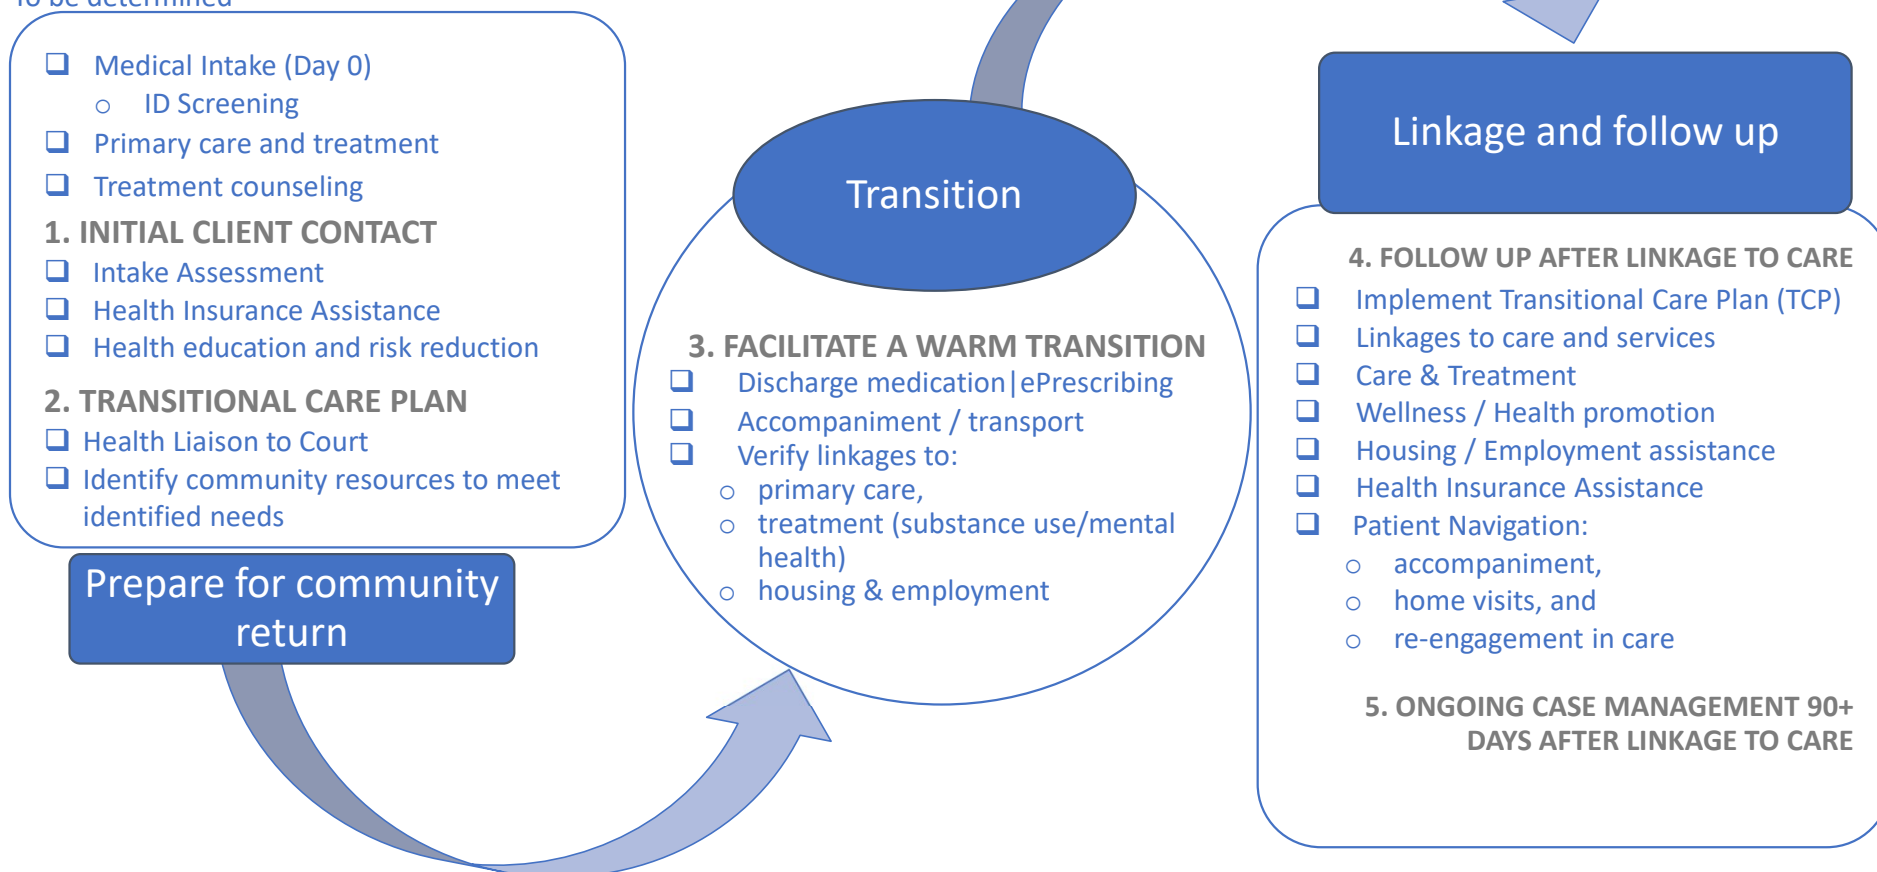 To be determined
Medical Intake (Day 0)
ID Screening
Primary care and treatment
Treatment counseling
1. INITIAL CLIENT CONTACT
Intake Assessment
Health Insurance Assistance
Health education and risk reduction
2. TRANSITIONAL CARE PLAN
Health Liaison to Court
Identify community resources to meet
identified needs
Prepare for community
return
Transition
3. FACILITATE A WARM TRANSITION
Discharge medication|ePrescribing
Accompaniment / transport
Verify linkages to:
primary care,
treatment (substance use/mental
health)
housing & employment
Linkage and follow up
4. FOLLOW UP AFTER LINKAGE TO CARE
Implement Transitional Care Plan (TCP)
Linkages to care and services
Care & Treatment
Wellness / Health promotion
Housing / Employment assistance
Health Insurance Assistance
Patient Navigation:
accompaniment,
home visits, and
re-engagement in care
5. ONGOING CASE MANAGEMENT 90+
DAYS AFTER LINKAGE TO CARE